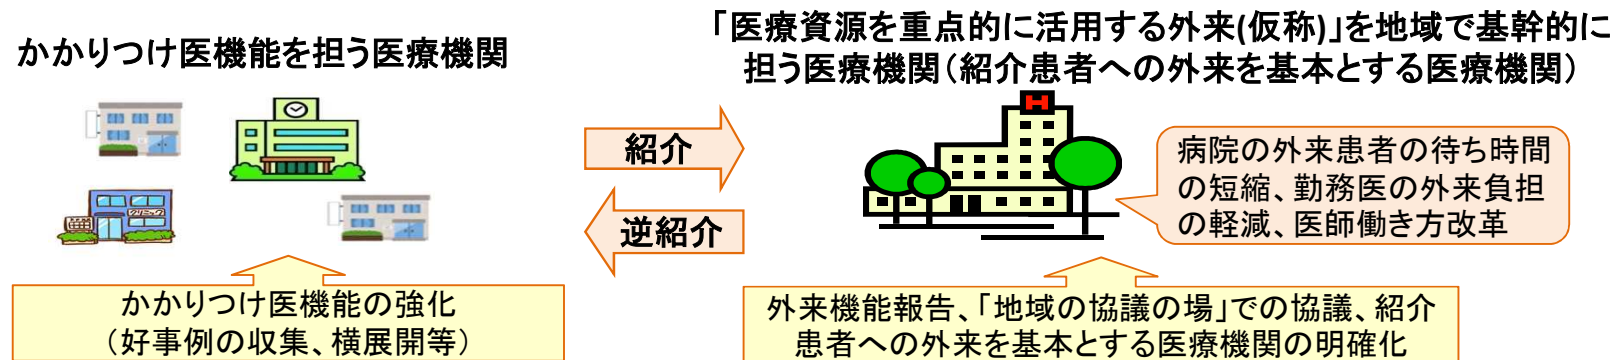 かかりつけ医機能を担う医療機関
「医療資源を重点的に活用する外来(仮称)」を地域で基幹的に
担う医療機関(紹介患者への外来を基本とする医療機関)
クリニック
紹介
逆紹介
H
病院の外来患者の待ち時間
の短縮、勤務医の外来負担
の軽減、医師働き方改革
かかりつけ医機能の強化
(好事例の収集、横展開等)
外来機能報告、「地域の協議の場」での協議、紹介
患者への外来を基本とする医療機関の明確化